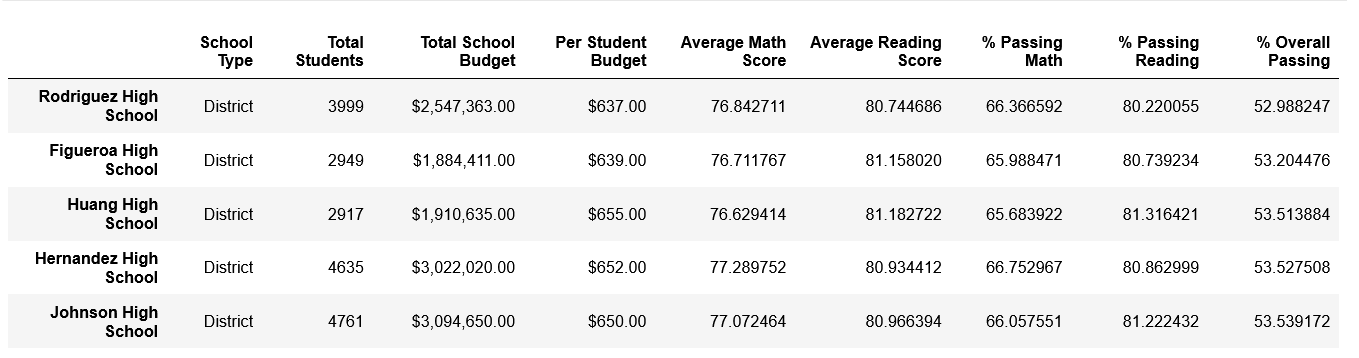 School Type Total Students Total School Budget Per Student Budget Average Math Score Average Reading Score % Passing Math % Passing Reading % Overall Passing
Rodriguez High School District 3999 $2,547,363.00 $637.00 76.842711 80.744686 66.366592 80.220055 52.988247
Figueroa High School District 2949 $1,884,411.00 $639.00 76.711767 81.158020 65.988471 80.739234 53.204476
Huang High School District 2917 $1,910,635.00 $655.00 76.629414 81.182722 65.683922 81.316421 53.513884
Hernandez High School District 4635 $3,022,020.00 $652.00 77.289752 80.934412 66.752967 80.862999 53.527508
Johnson High School District 4761 $3,094,650.00 $650.00 77.072464 80.966394 66.057551 81.222432 53.539172